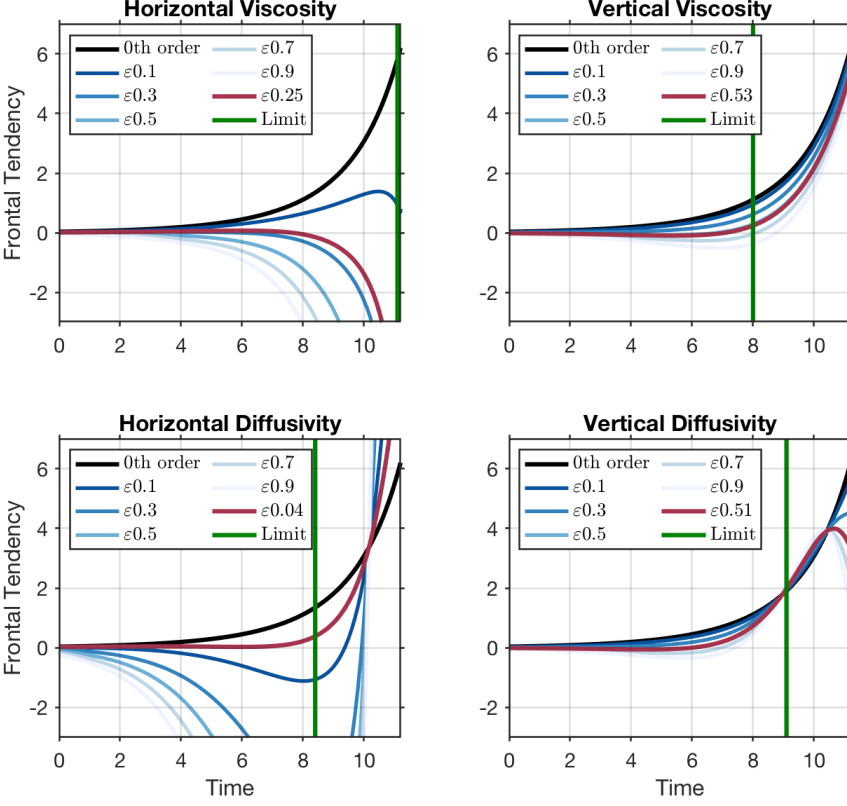 Horizontal Viscosity
Frontal Tendency
6
4
2
0
-2
0th order
ε0.1
ε0.3
ε0.5
ε0.7
ε0.9
ε0.25
Limit
0 2 4 6 8 10
Vertical Viscosity
6
4
2
0
-2
0th order
ε0.1
ε0.3
ε0.5
ε0.7
ε0.9
ε0.53
Limit
0 2 4 6 8 10
Horizontal Diffusivity
Frontal Tendency
6
4
2
0
-2
0th order
ε0.1
ε0.3
ε0.5
ε0.7
ε0.9
ε0.04
Limit
0 2 4 6 8 10
Time
Vertical Diffusivity
6
4
2
0
-2
0th order
ε0.1
ε0.3
ε0.5
ε0.7
ε0.9
ε0.51
Limit
0 2 4 6 8 10
Time